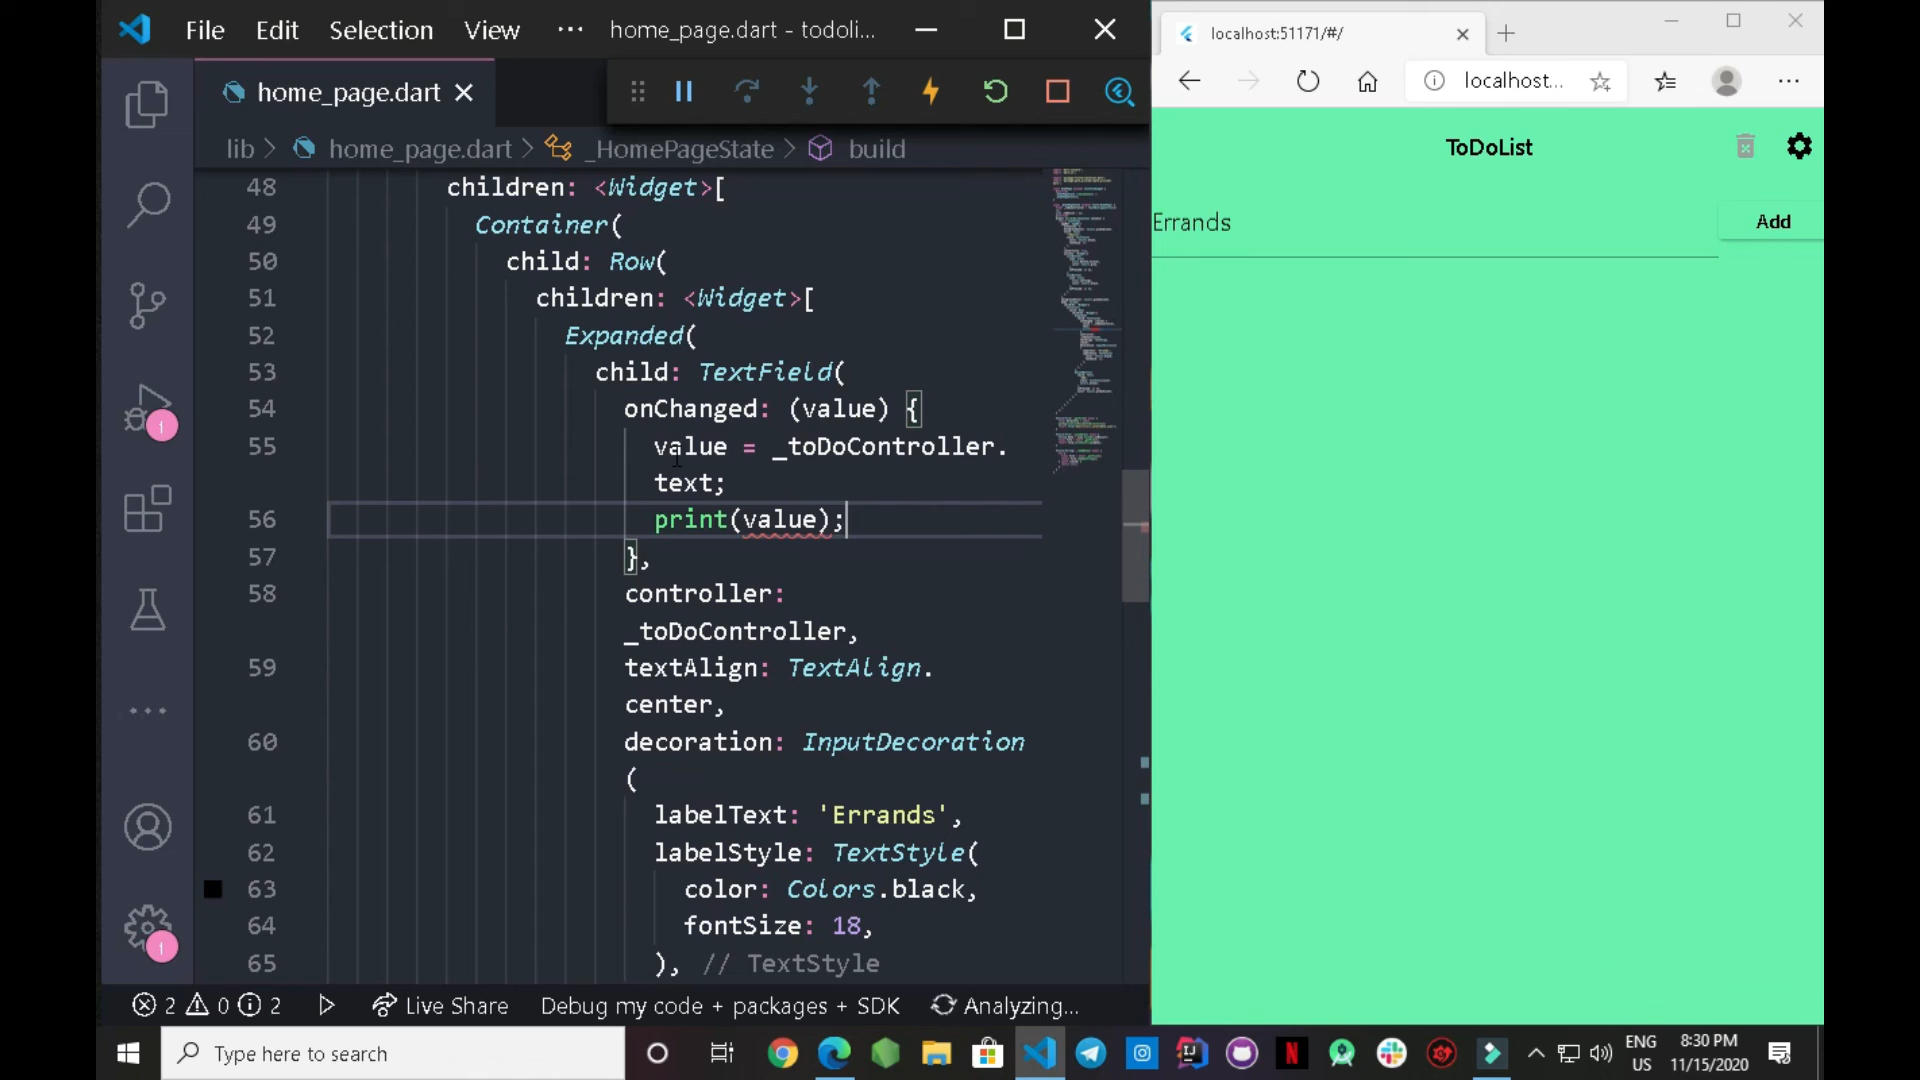 File Edit Selection View ... home_page.dart - todoli...
home_page.dart
lib > home_page.dart > _HomePageState > build
48 children: <Widget>[
49 Container(
50 child: Row(
51 children: <Widget>[
52 Expanded(
53 child: TextField(
54 onChanged: (value) {
55 value = _toDoController.
text;
56 print(value);
57 },
58 controller:
_toDoController,
59 textAlign: TextAlign.
center,
60 decoration: InputDecoration
(
61 labelText: 'Errands',
62 labelStyle: TextStyle(
63 color: Colors.black,
64 fontSize: 18,
65 ), // TextStyle
1
1
2 0 2 Live Share Debug my code + packages + SDK Analyzing...
localhost:51171/#/
localhost...
ToDoList
Errands
Add
Type here to search
ENG
US
8:30 PM
11/15/2020